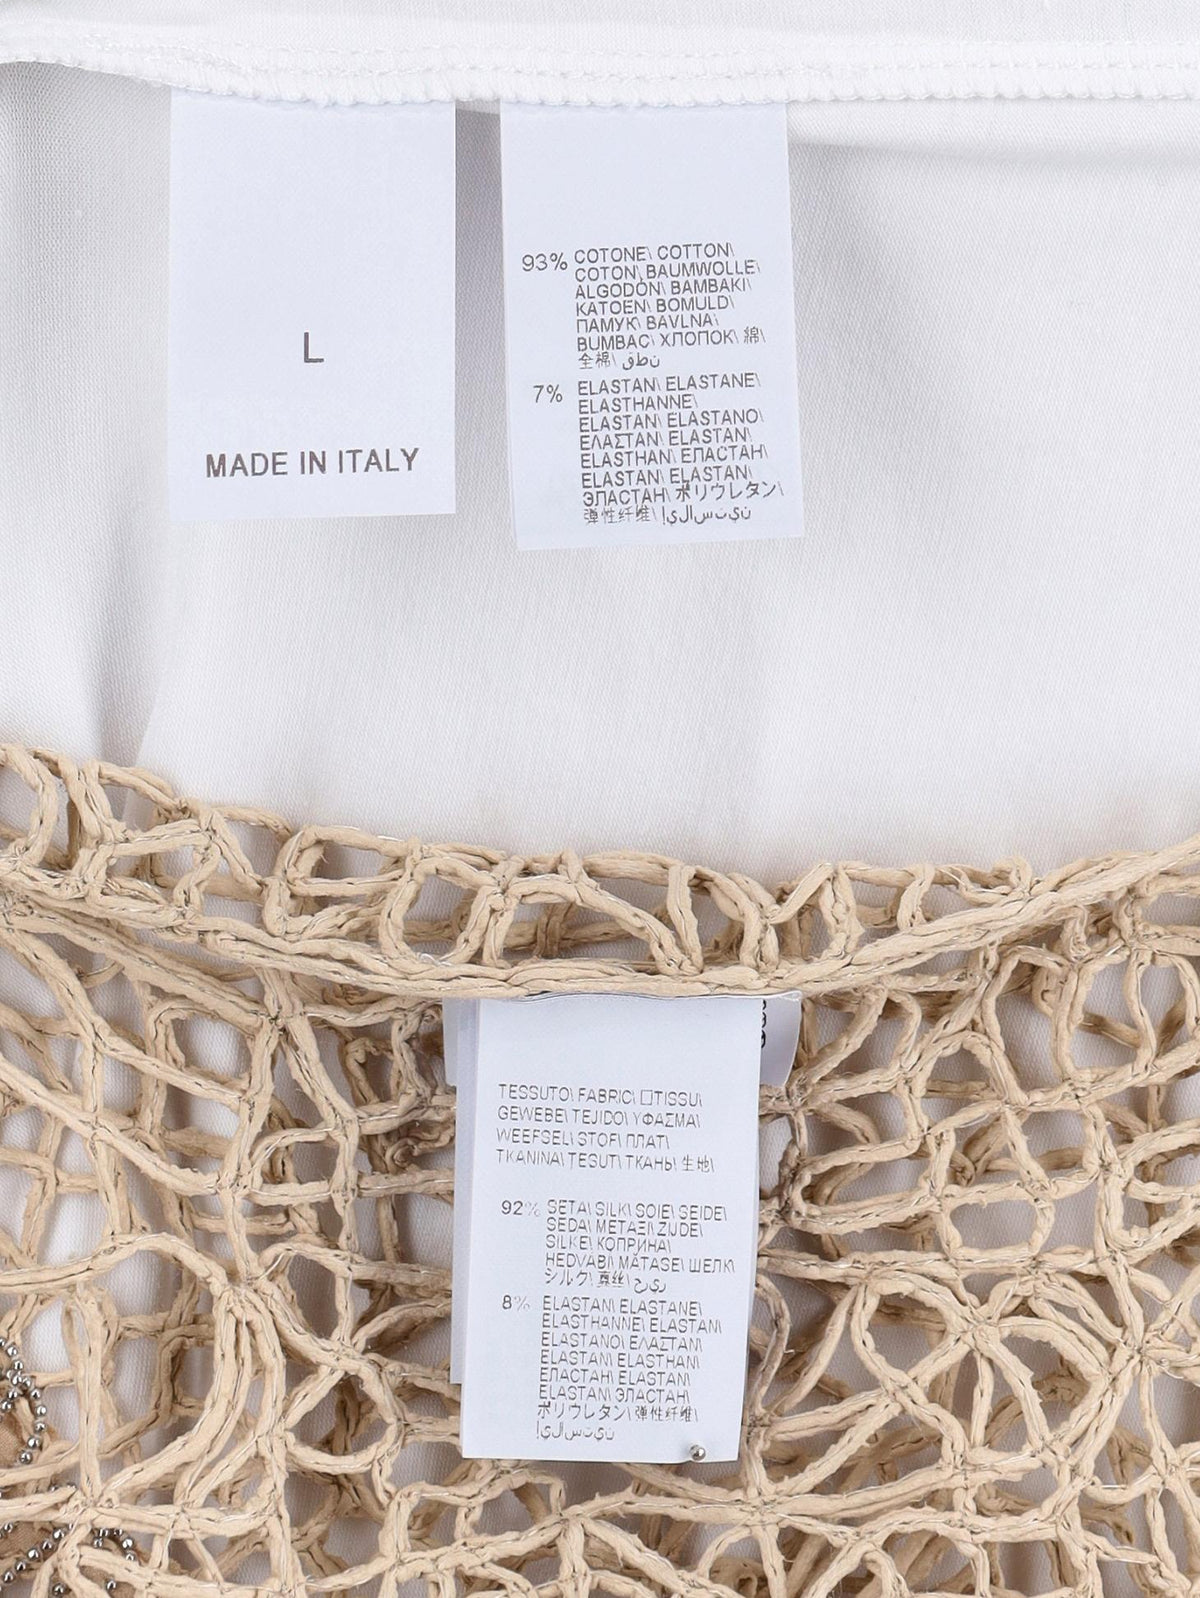 L
MADE IN ITALY
93% COTONE\ COTTON\
COTON\ BAUMWOLLE\
ALGODÓN\ BAMBAKI\
KATOEN\ BOMULD\
ПАМУК\ BAVLNA\
BUMBAC\ ХЛОПОК\ 綿\
全棉\ قطن
7% ELASTAN\ ELASTANE\
ELASTHANNE\
ELASTAN\ ELASTANO\
ΕΛΑΣΤΑΝ\ ELASTAN\
ELASTHAN\ ЕЛАСТАН\
ELASTAN\ ELASTAN\
ЭЛАСТАН\ ポリウレタン\
弹性纤维\ إيلاستين
TESSUTO\ FABRIC\ □TISSU\
GEWEBE\ TEJIDO\ ΥΦΑΣΜΑ\
WEEFSEL\ STOF\ ПЛАТ\
TKANINA\ ŢESUT\ ТКАНЬ\ 生地\
92% SETA\ SILK\ SOIE\ SEIDE\
SEDA\ ΜΕΤΑΞΙ\ ZIJDE\
SILKE\ КОПРИНА\
HEDVÁBÍ\ MĂTASE\ ШЕЛК\
シルク\ 真丝\ حرير
8% ELASTAN\ ELASTANE\
ELASTHANNE\ ELASTAN\
ELASTANO\ ΕΛΑΣΤΑΝ\
ELASTAN\ ELASTHAN\
ЕЛАСТАН\ ELASTAN\
ELASTAN\ ЭЛАСТАН\
ポリウレタン\ 弹性纤维\
إيلاستين